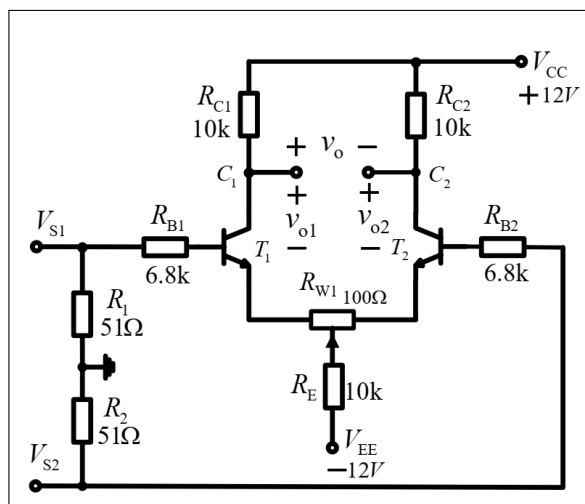 V_CC
+12V
R_C1
10k
R_C2
10k
+ v_o −
C_1
C_2
+
v_o1
−
+
v_o2
−
V_S1
R_B1
6.8k
T_1
T_2
R_B2
6.8k
R_W1 100Ω
R_1
51Ω
R_E
10k
R_2
51Ω
V_EE
−12V
V_S2